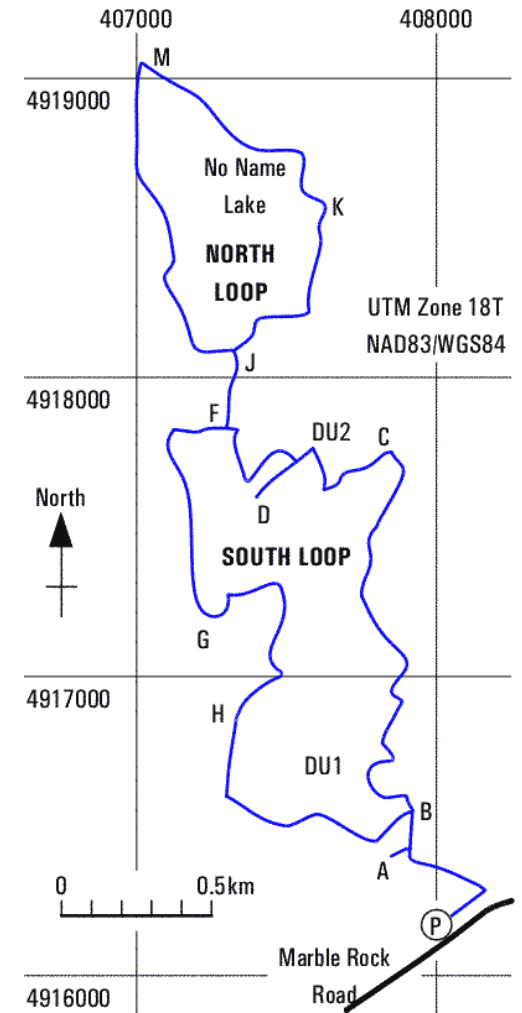 407000 408000
M
4919000
No Name
Lake
K
NORTH
LOOP
UTM Zone 18T
NAD83/WGS84
J
4918000
F
DU2
C
North
D
SOUTH LOOP
G
4917000
H
DU1
B
A
0 0.5km
P
Marble Rock
Road
4916000